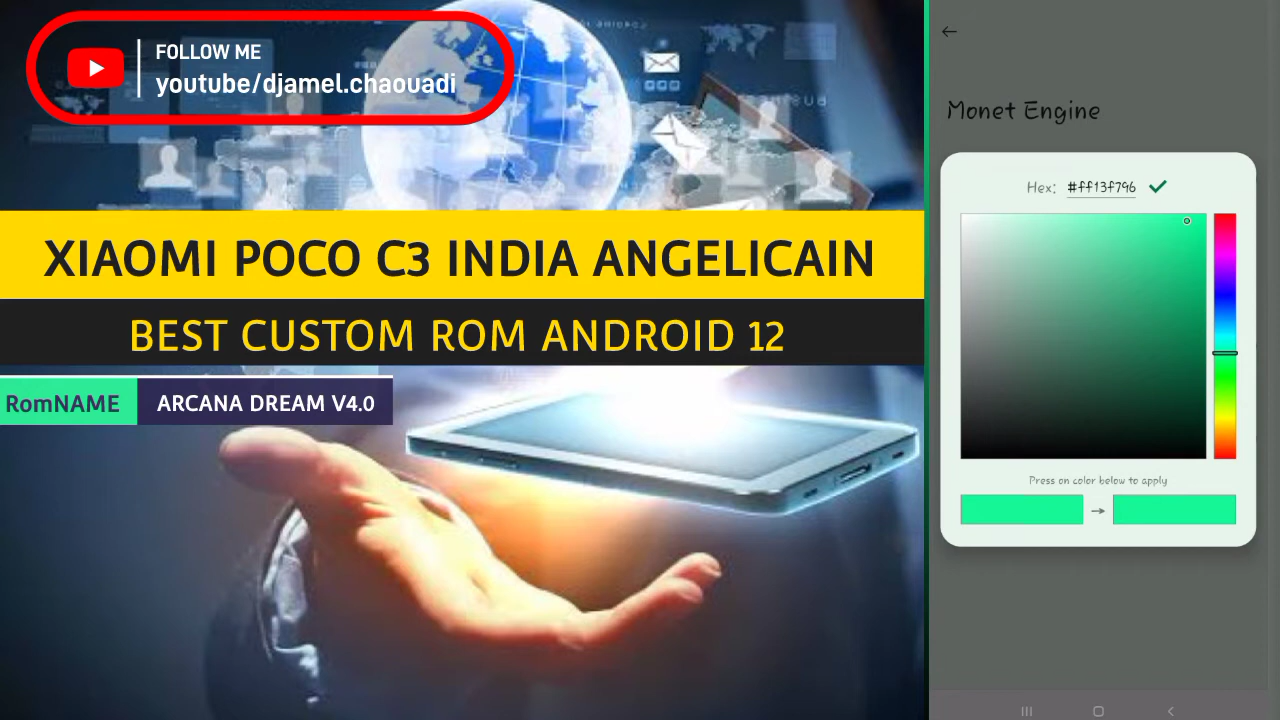 FOLLOW ME
youtube/djamel.chaouadi
XIAOMI POCO C3 INDIA ANGELICAIN
BEST CUSTOM ROM ANDROID 12
RomNAME
ARCANA DREAM V4.0
Monet Engine
Hex: #ff13f796
Press on color below to apply